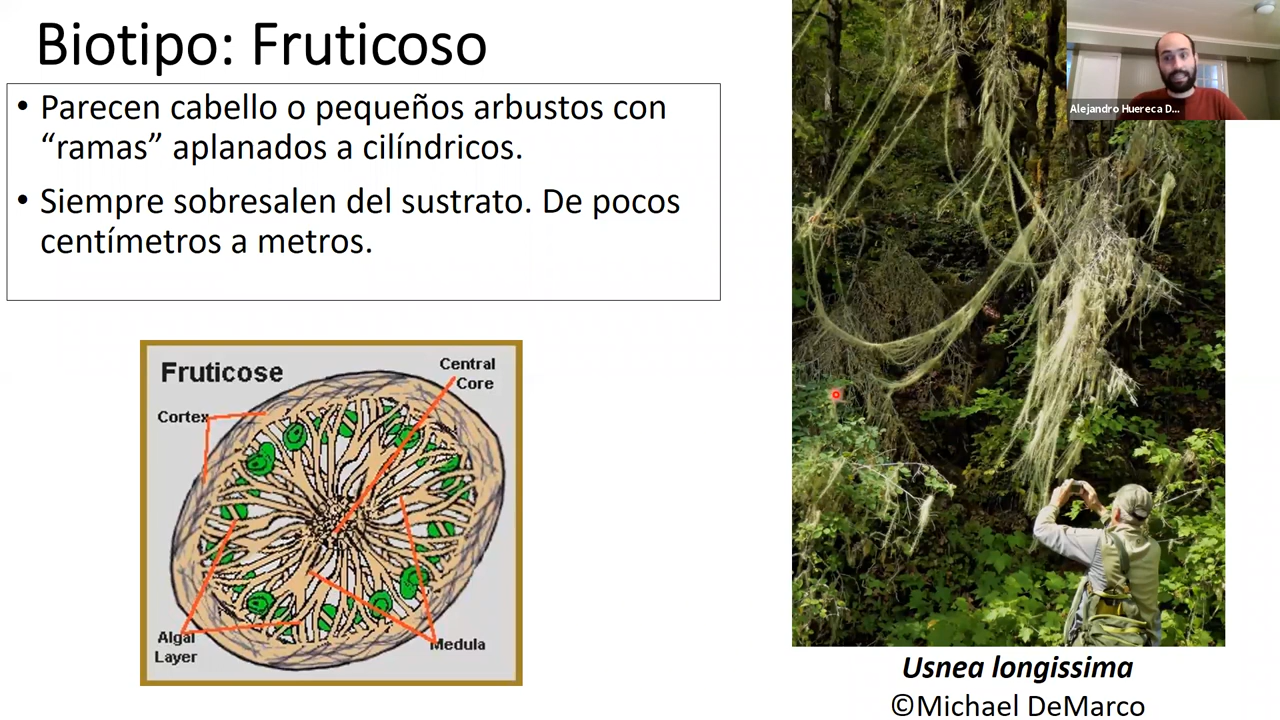 Biotipo: Fruticoso
• Parecen cabello o pequeños arbustos con
“ramas” aplanados a cilíndricos.
• Siempre sobresalen del sustrato. De pocos
centímetros a metros.
Fruticose
Central
Core
Cortex
Algal
Layer
Medula
Alejandro Huereca D...
Usnea longissima
©Michael DeMarco